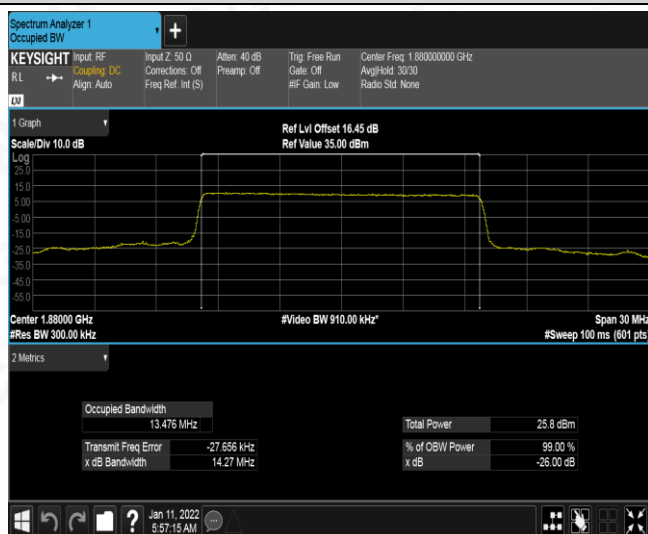 Spectrum Analyzer 1
Occupied BW
+
KEYSIGHT Input: RF Input Z: 50 Ω Atten: 40 dB Trig: Free Run Center Freq: 1.880000000 GHz
R L Coupling: DC Corrections: Off Preamp: Off Gate: Off Avg|Hold: 30/30
Align: Auto Freq Ref: Int (S) #IF Gain: Low Radio Std: None
LXI
1 Graph Ref Lvl Offset 16.45 dB
Scale/Div 10.0 dB Ref Value 35.00 dBm
Log
25.0
15.0
5.00
-5.00
-15.0
-25.0
-35.0
-45.0
-55.0
Center 1.88000 GHz #Video BW 910.00 kHz* Span 30 MHz
#Res BW 300.00 kHz #Sweep 100 ms (601 pts)
2 Metrics
Occupied Bandwidth
13.476 MHz Total Power 25.8 dBm
Transmit Freq Error -27.656 kHz % of OBW Power 99.00 %
x dB Bandwidth 14.27 MHz x dB -26.00 dB
? Jan 11, 2022
5:57:15 AM